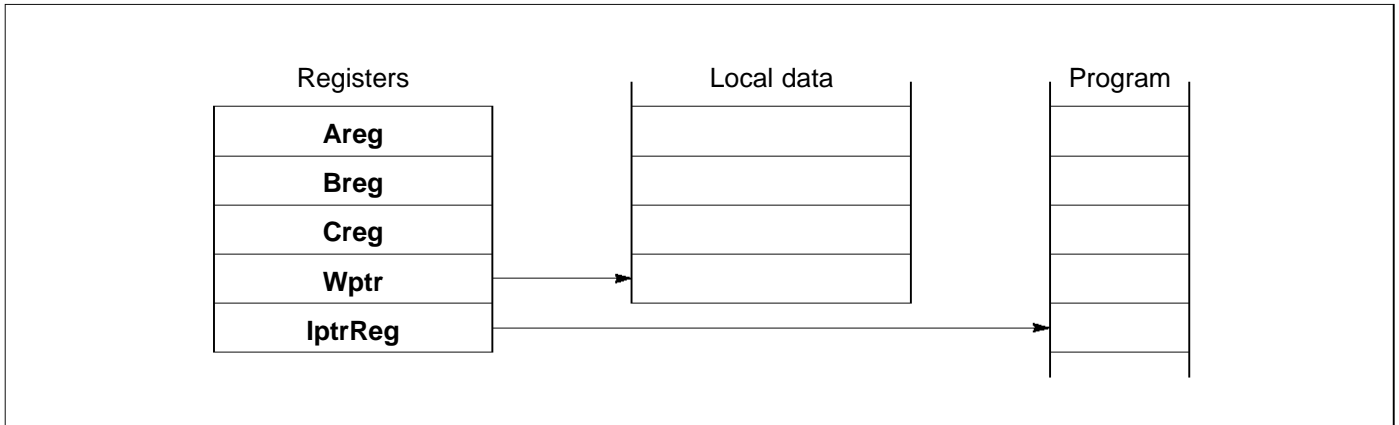 Registers
Local data
Program
Areg
Breg
Creg
Wptr
IptrReg